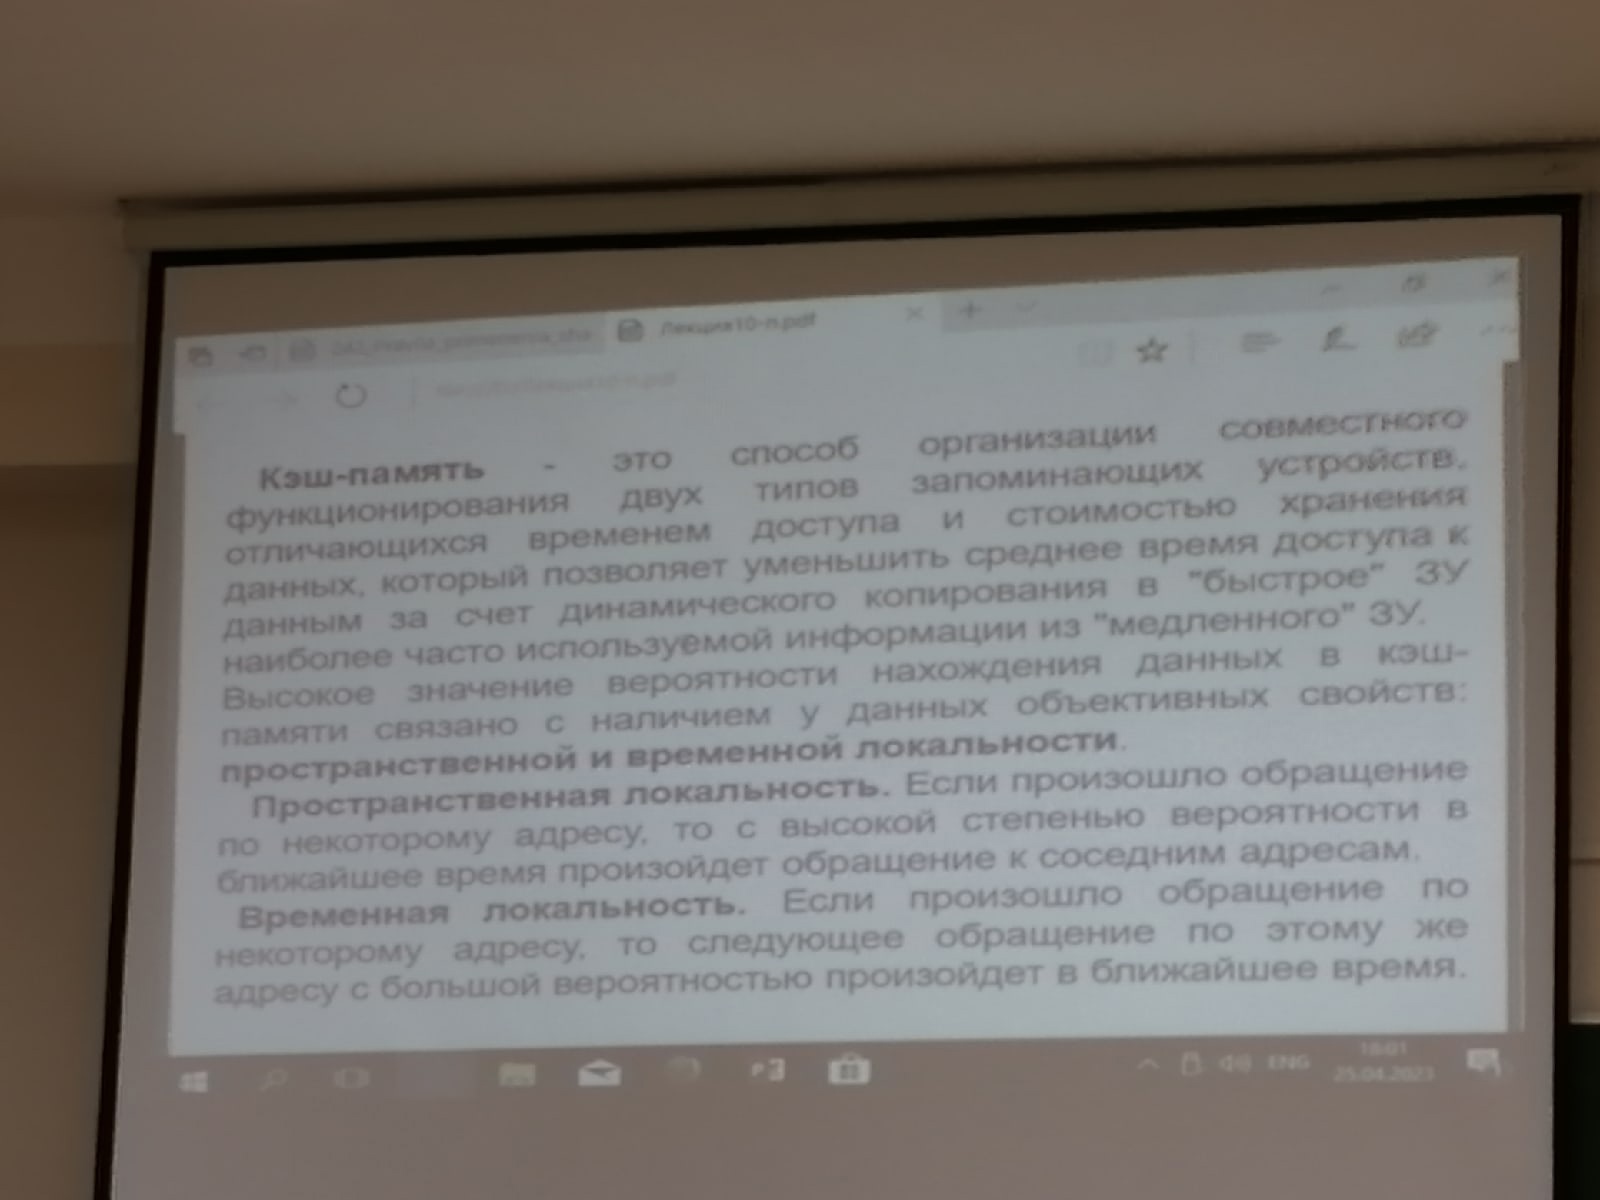 Лекция10-п.pdf
Кэш-память - это способ организации совместного
функционирования двух типов запоминающих устройств,
отличающихся временем доступа и стоимостью хранения
данных, который позволяет уменьшить среднее время доступа к
данным за счет динамического копирования в "быстрое" ЗУ
наиболее часто используемой информации из "медленного" ЗУ.
Высокое значение вероятности нахождения данных в кэш-
памяти связано с наличием у данных объективных свойств:
пространственной и временной локальности.
Пространственная локальность. Если произошло обращение
по некоторому адресу, то с высокой степенью вероятности в
ближайшее время произойдет обращение к соседним адресам.
Временная локальность. Если произошло обращение по
некоторому адресу, то следующее обращение по этому же
адресу с большой вероятностью произойдет в ближайшее время.
ENG
18:01
25.04.2023